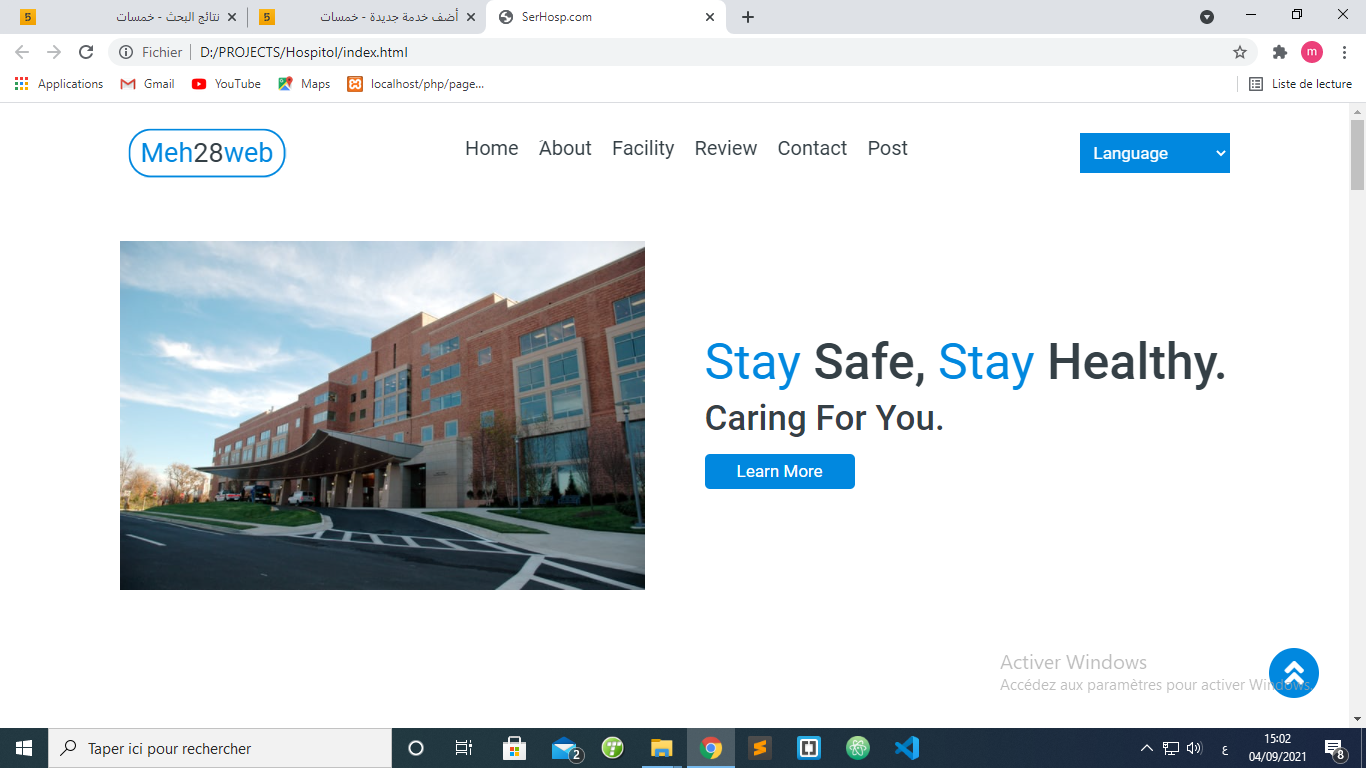 نتائج البحث - خمسات
أضف خدمة جديدة - خمسات
SerHosp.com
Fichier
D:/PROJECTS/Hospitol/index.html
m
Applications
Gmail
YouTube
Maps
localhost/php/page...
Liste de lecture
Meh28web
Home About Facility Review Contact Post
Language
Stay Safe, Stay Healthy.
Caring For You.
Learn More
Activer Windows
Accédez aux paramètres pour activer Windows.
Taper ici pour rechercher
2
ع
15:02
04/09/2021
8